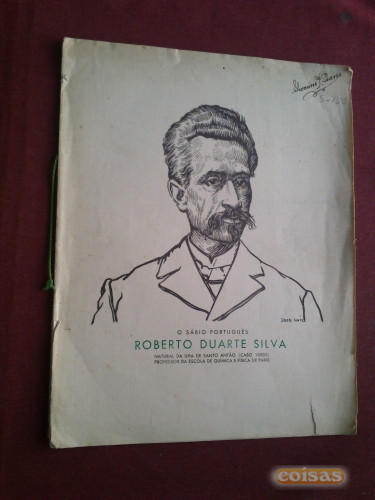 O SÁBIO PORTUGUÊS
ROBERTO DUARTE SILVA
NATURAL DA ILHA DE SANTO ANTÃO (CABO VERDE)
PROFESSOR DA ESCOLA DE QUÍMICA E FÍSICA DE PARIS
coisas